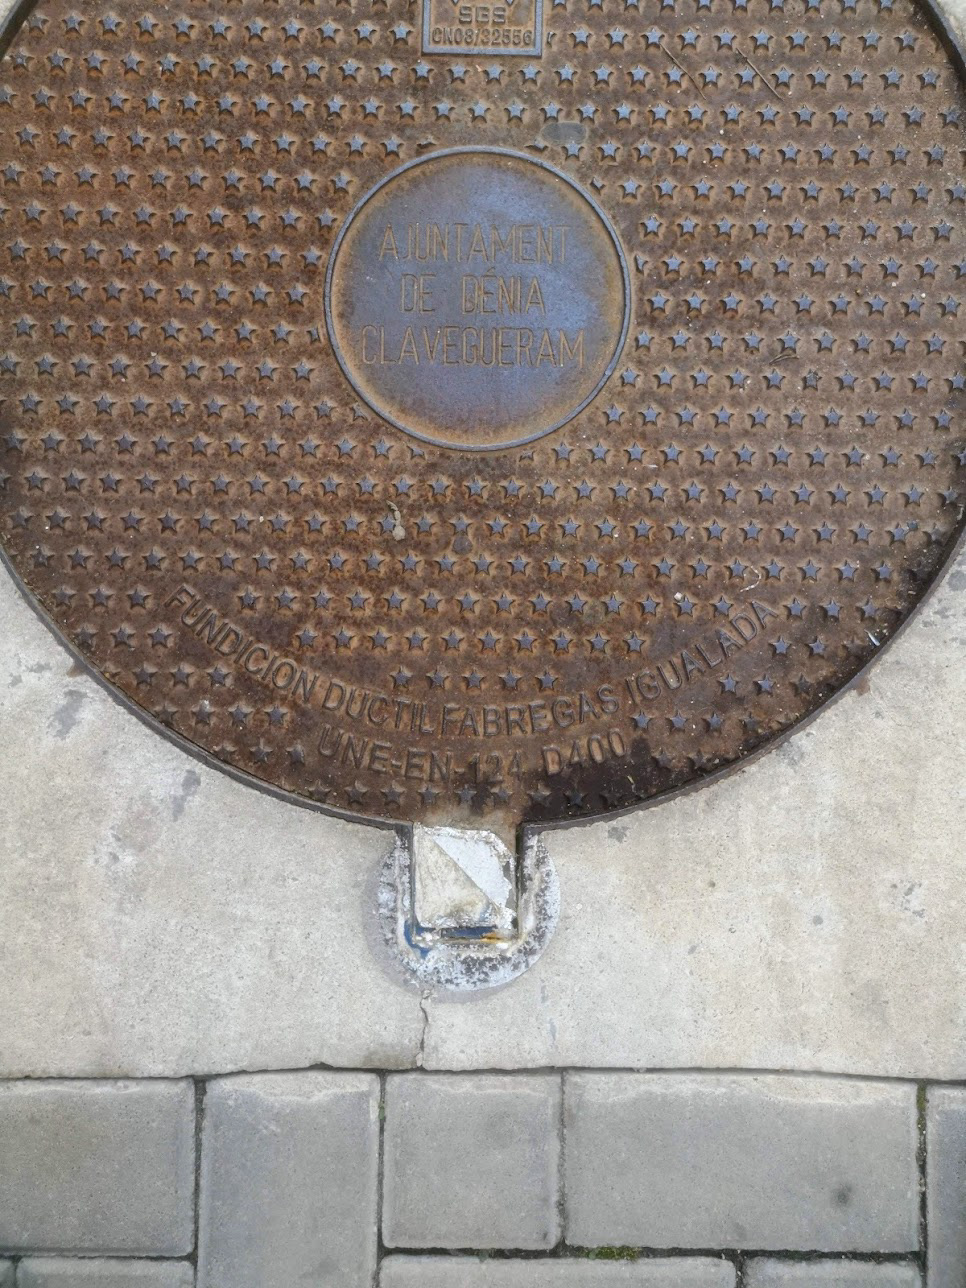 SGS
CN08/32556
AJUNTAMENT
DE DÉNIA
CLAVEGUERAM
FUNDICION DUCTIL FABREGAS IGUALADA
UNE-EN-124 D400